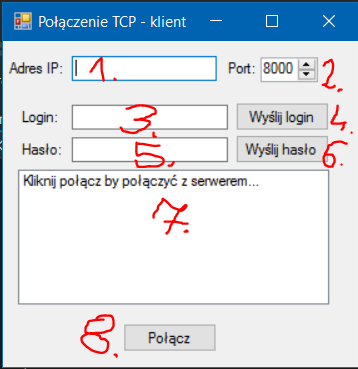 Połączenie TCP - klient
Adres IP: 1. Port: 8000 2.
Login: 3. Wyślij login 4.
Hasło: 5. Wyślij hasło 6.
Kliknij połącz by połączyć z serwerem...
7.
8. Połącz